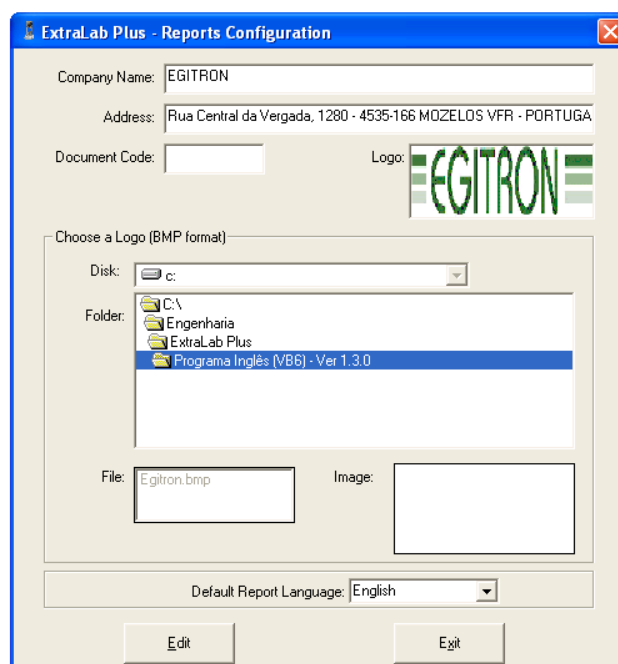 ExtraLab Plus - Reports Configuration
Company Name: EGITRON
Address: Rua Central da Vergada, 1280 - 4535-166 MOZELOS VFR - PORTUGA
Document Code:
Logo: EGITRON
Choose a Logo (BMP format)
Disk: c:
Folder: C:\
Engenharia
ExtraLab Plus
Programa Inglês (VB6) - Ver 1.3.0
File: Egitron.bmp
Image:
Default Report Language: English
Edit
Exit